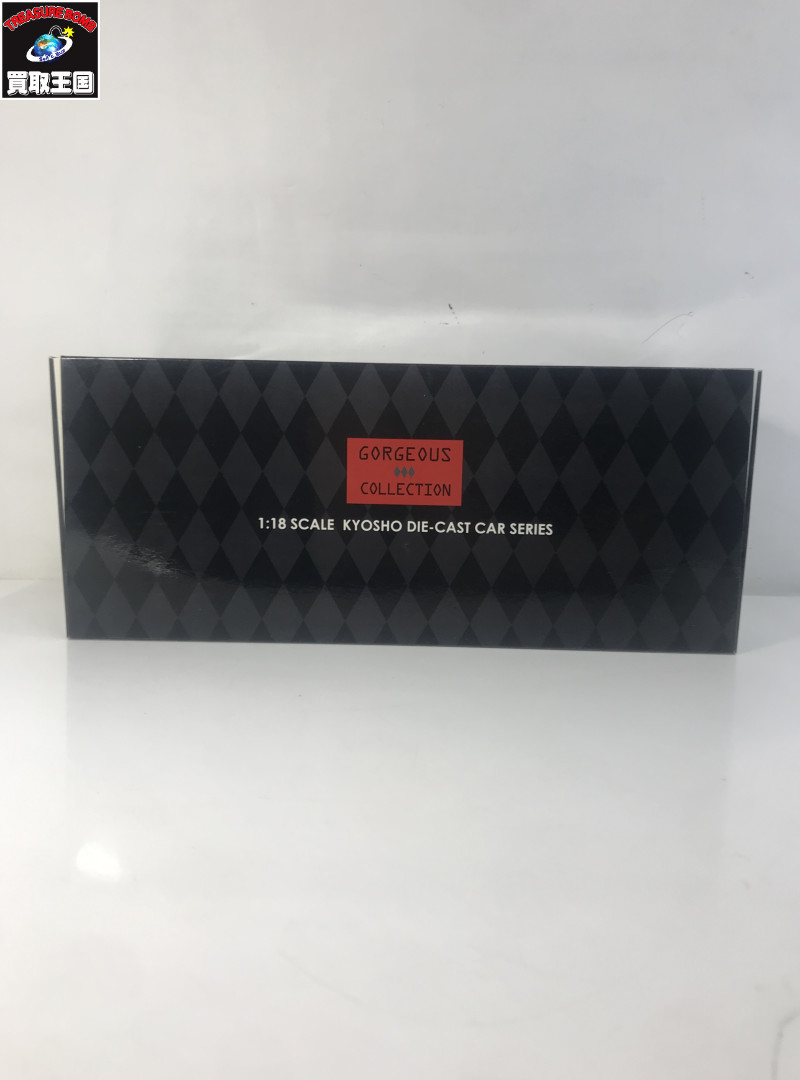 TREASURE BOMB
買取王国
GORGEOUS
COLLECTION
1:18 SCALE KYOSHO DIE-CAST CAR SERIES